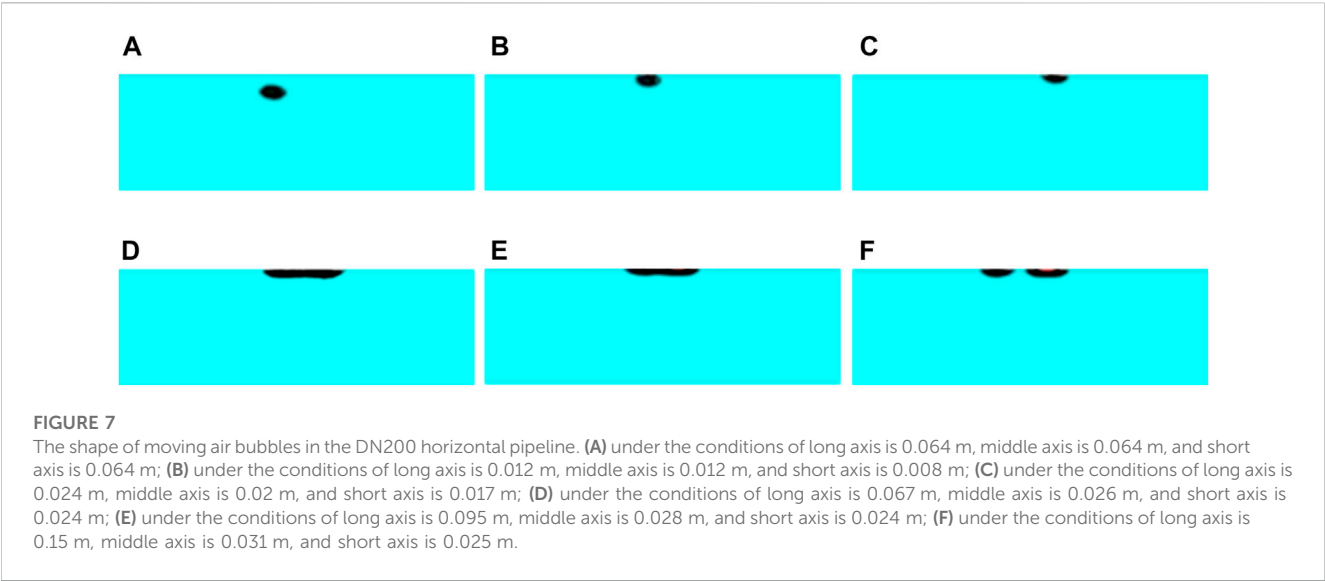 A
B
C
D
E
F
FIGURE 7
The shape of moving air bubbles in the DN200 horizontal pipeline. (A) under the conditions of long axis is 0.064 m, middle axis is 0.064 m, and short
axis is 0.064 m; (B) under the conditions of long axis is 0.012 m, middle axis is 0.012 m, and short axis is 0.008 m; (C) under the conditions of long axis is
0.024 m, middle axis is 0.02 m, and short axis is 0.017 m; (D) under the conditions of long axis is 0.067 m, middle axis is 0.026 m, and short axis is
0.024 m; (E) under the conditions of long axis is 0.095 m, middle axis is 0.028 m, and short axis is 0.024 m; (F) under the conditions of long axis is
0.15 m, middle axis is 0.031 m, and short axis is 0.025 m.